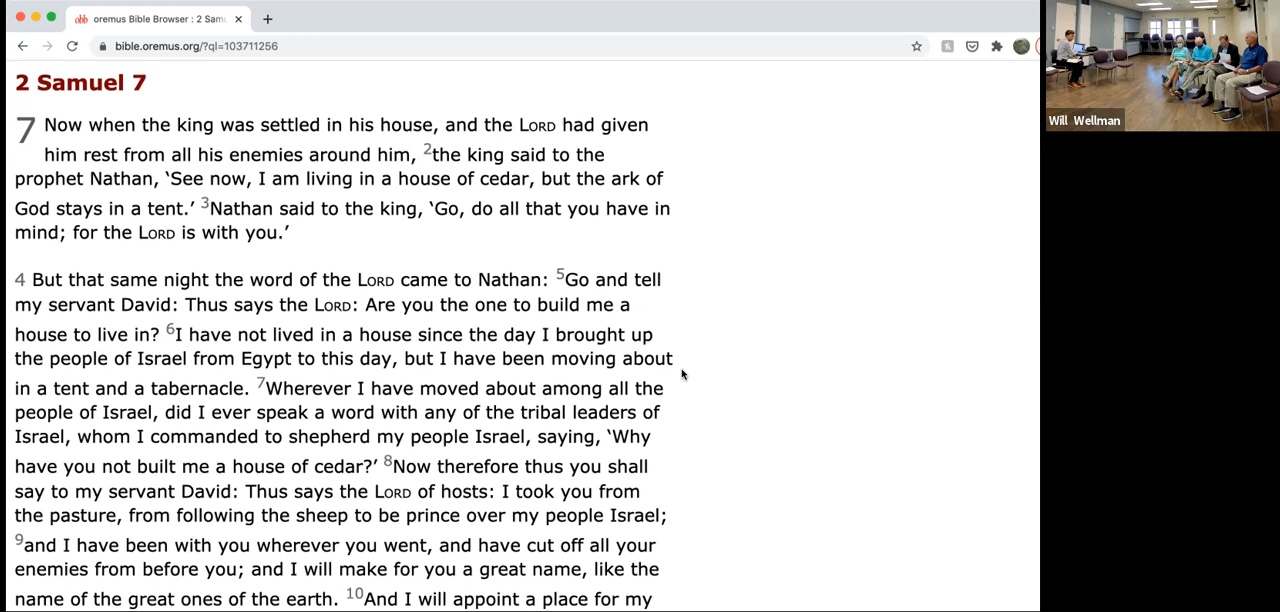 obb oremus Bible Browser : 2 Sam
bible.oremus.org/?ql=103711256
Will Wellman
2 Samuel 7
7 Now when the king was settled in his house, and the LORD had given
him rest from all his enemies around him, 2the king said to the
prophet Nathan, ‘See now, I am living in a house of cedar, but the ark of
God stays in a tent.’ 3Nathan said to the king, ‘Go, do all that you have in
mind; for the LORD is with you.’
4 But that same night the word of the LORD came to Nathan: 5Go and tell
my servant David: Thus says the LORD: Are you the one to build me a
house to live in? 6I have not lived in a house since the day I brought up
the people of Israel from Egypt to this day, but I have been moving about
in a tent and a tabernacle. 7Wherever I have moved about among all the
people of Israel, did I ever speak a word with any of the tribal leaders of
Israel, whom I commanded to shepherd my people Israel, saying, ‘Why
have you not built me a house of cedar?’ 8Now therefore thus you shall
say to my servant David: Thus says the LORD of hosts: I took you from
the pasture, from following the sheep to be prince over my people Israel;
9and I have been with you wherever you went, and have cut off all your
enemies from before you; and I will make for you a great name, like the
name of the great ones of the earth. 10And I will appoint a place for my